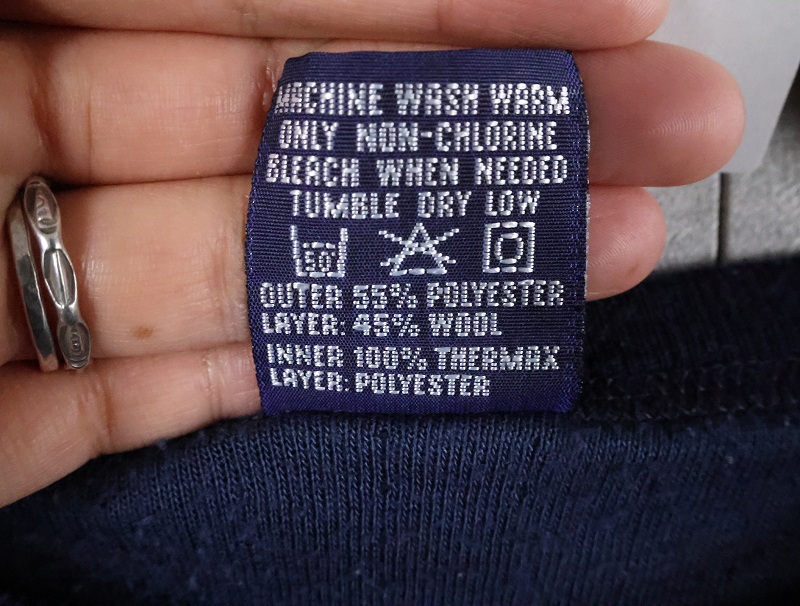 MACHINE WASH WARM
ONLY NON-CHLORINE
BLEACH WHEN NEEDED
TUMBLE DRY LOW
80°
OUTER 55% POLYESTER
LAYER: 45% WOOL
INNER 100% THERMAX
LAYER: POLYESTER